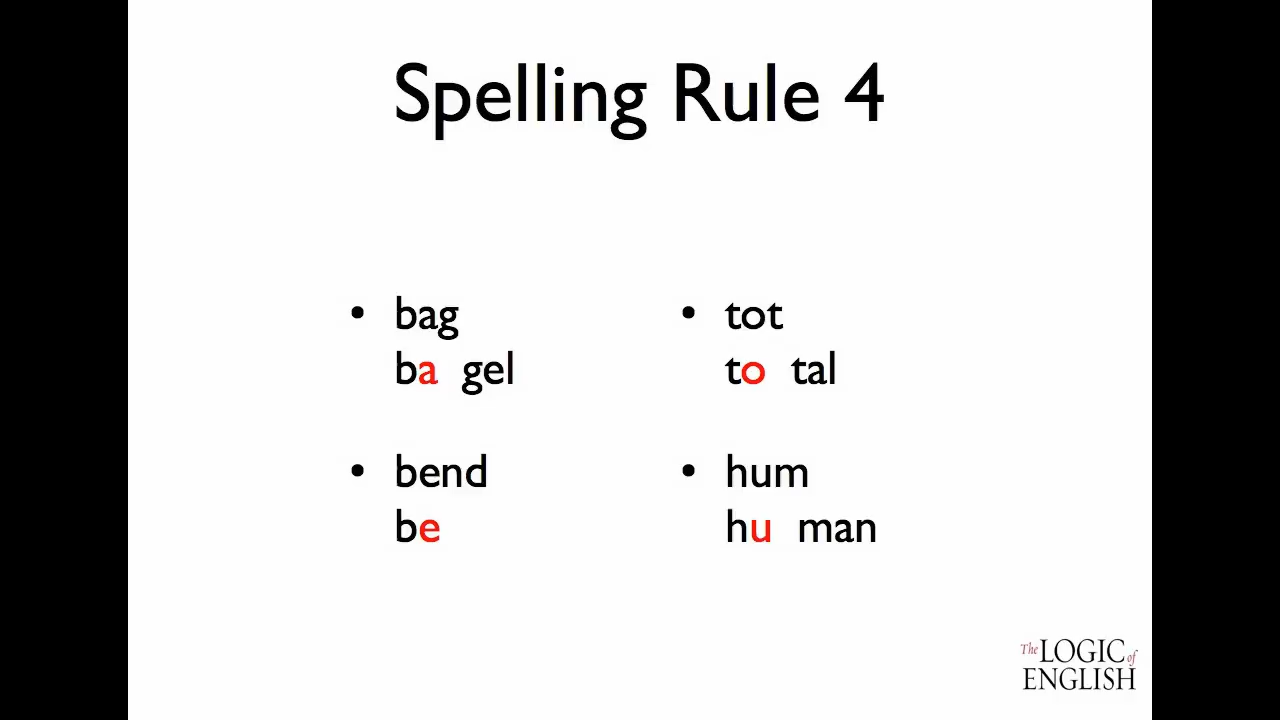 Spelling Rule 4
• bag
ba gel
• bend
be
• tot
to tal
• hum
hu man
The LOGIC of
ENGLISH